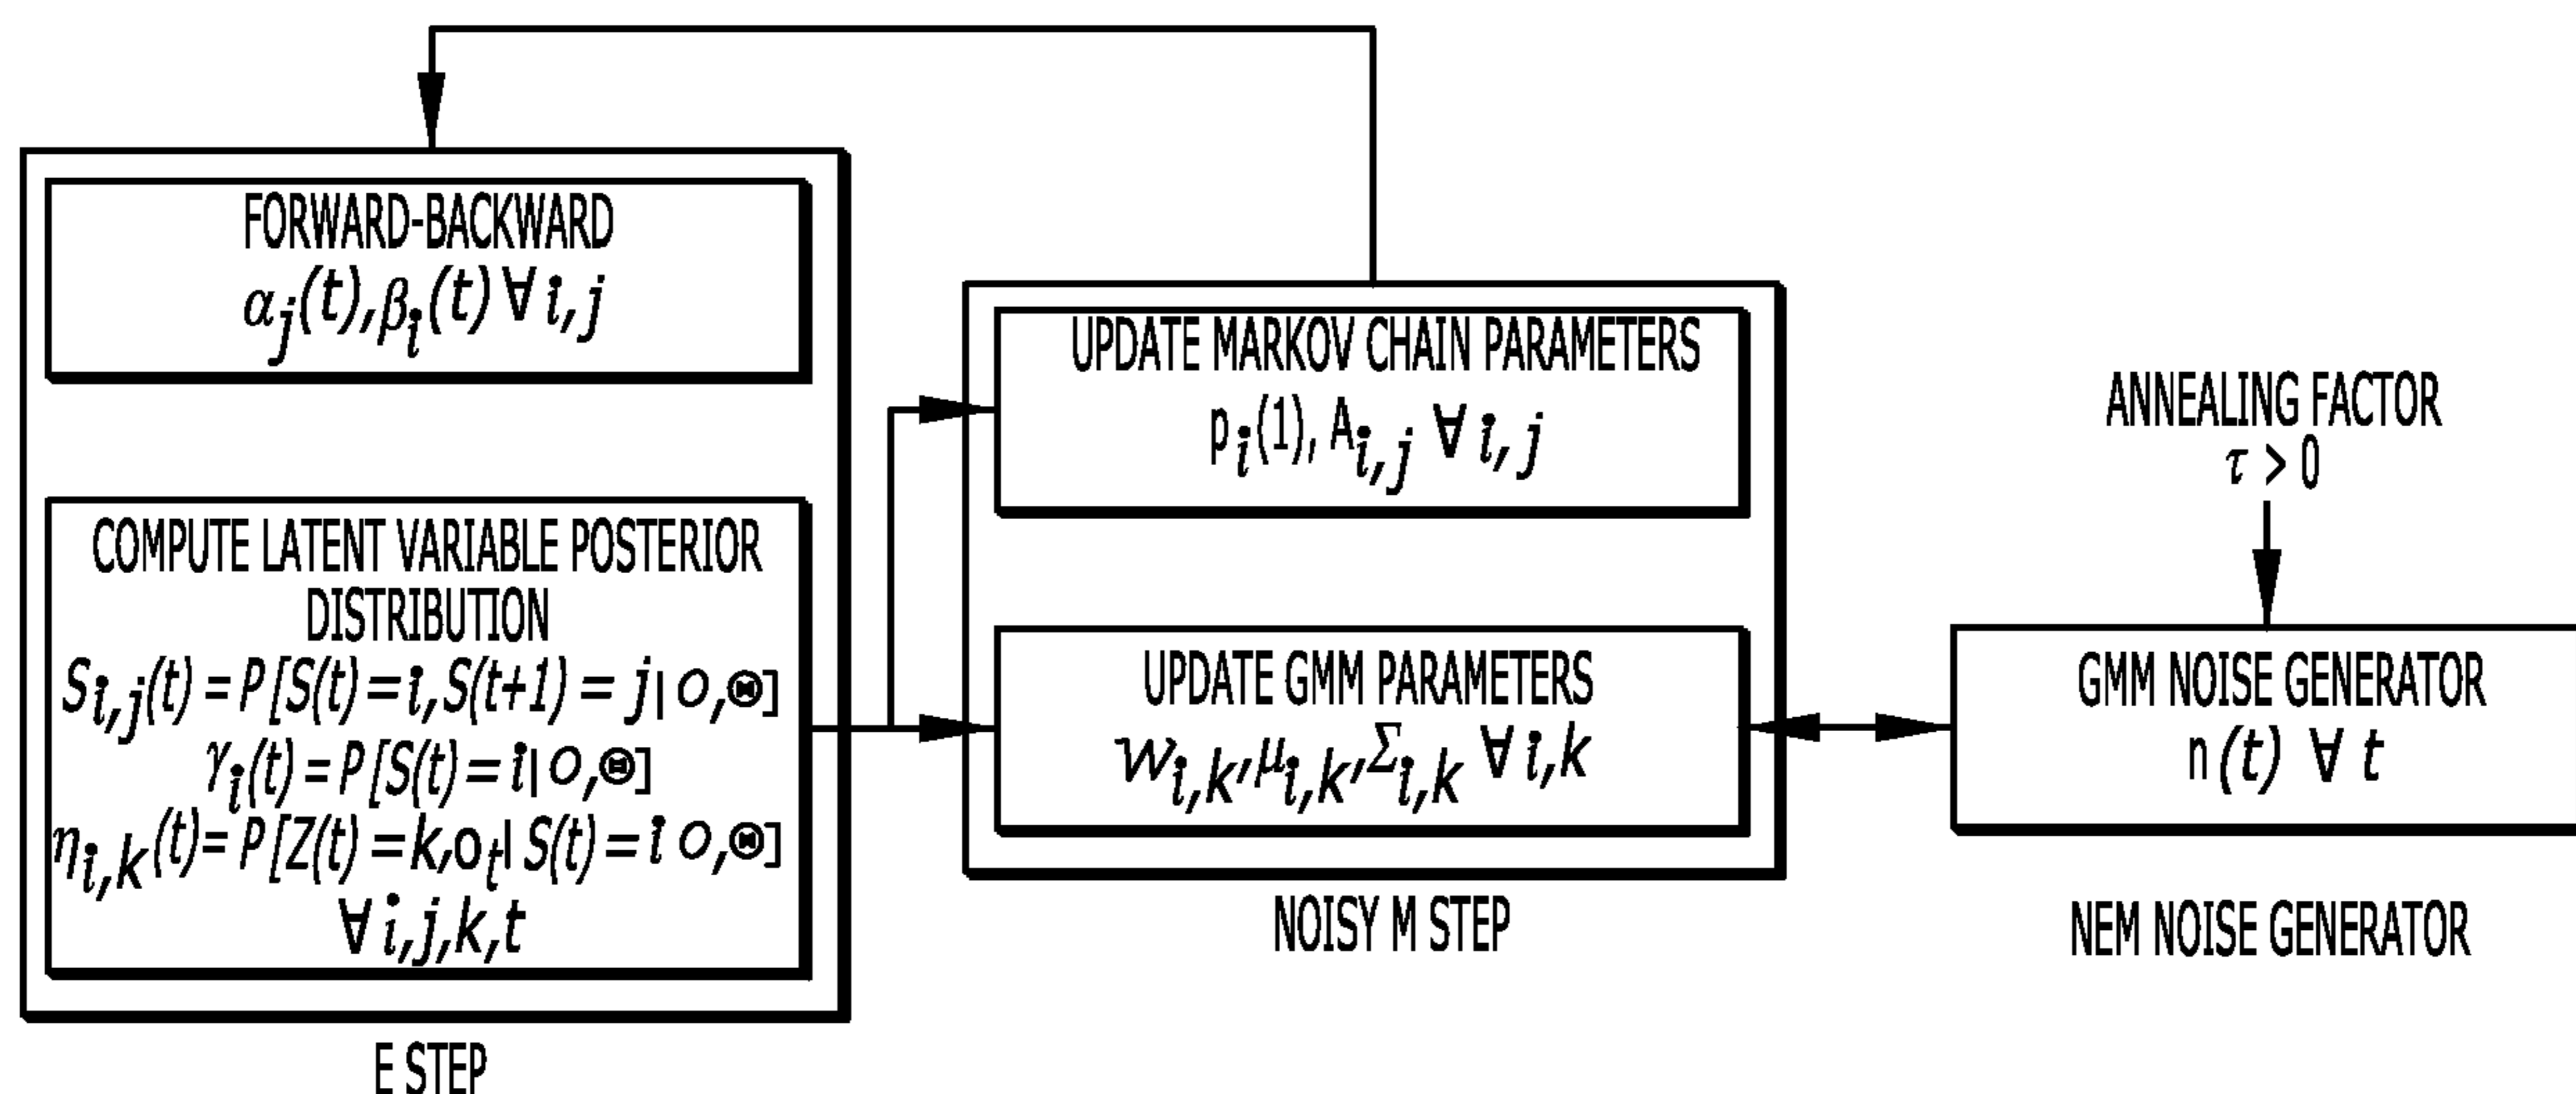 FORWARD-BACKWARD
αj(t),βi(t) ∀ i,j
COMPUTE LATENT VARIABLE POSTERIOR
DISTRIBUTION
Si,j(t) = P[S(t)=i,S(t+1) = j|O,Θ]
γi(t) = P[S(t)=i|O,Θ]
ηi,k(t)= P[Z(t)=k,ot|S(t)=i O,Θ]
∀i,j,k,t
E STEP
UPDATE MARKOV CHAIN PARAMETERS
pi(1), Ai,j ∀ i,j
UPDATE GMM PARAMETERS
wi,k,μi,k,Σi,k ∀i,k
NOISY M STEP
ANNEALING FACTOR
τ > 0
GMM NOISE GENERATOR
n(t) ∀ t
NEM NOISE GENERATOR